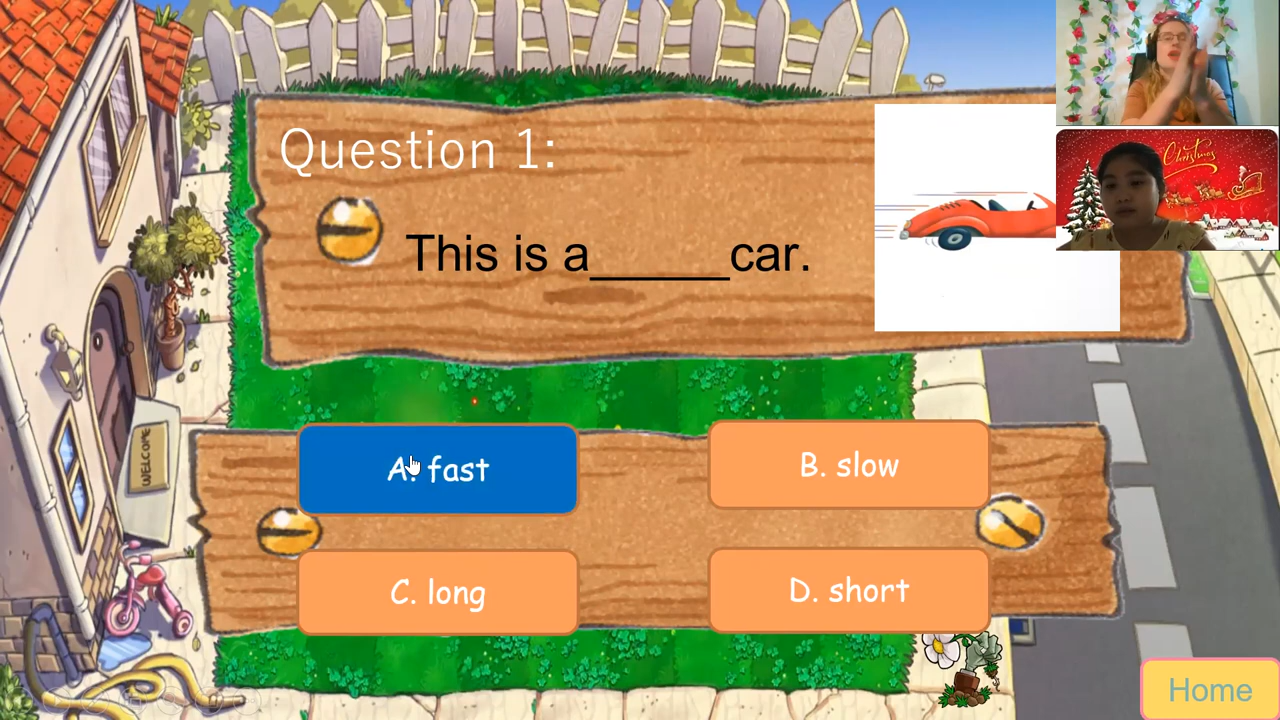 Question 1:
This is a_____car.
A. fast
B. slow
C. long
D. short
WELCOME
Christmas
Home